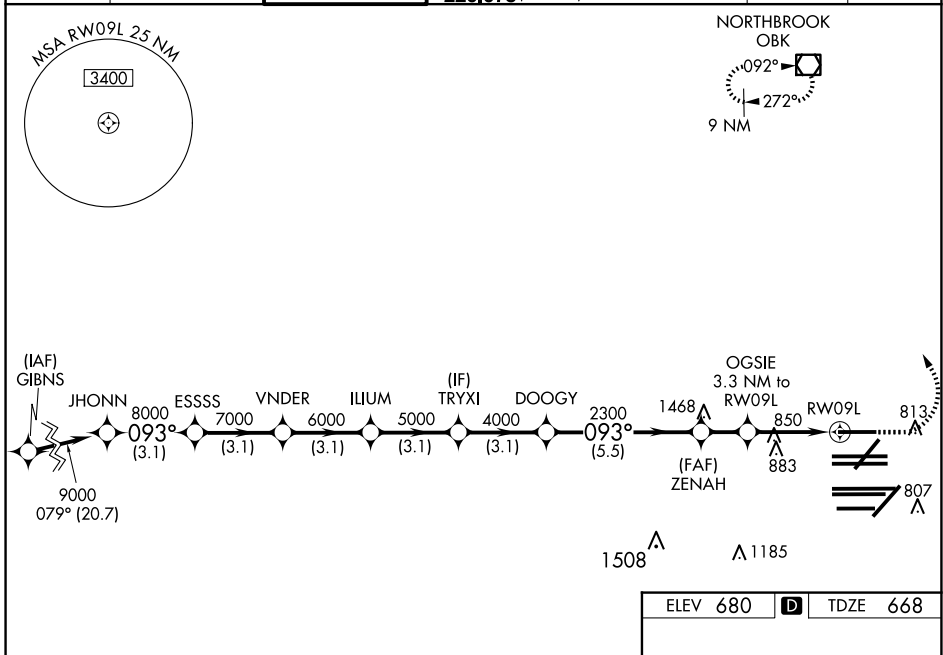 MSA RW09L 25 NM
3400
NORTHBROOK
OBK
092°
272°
9 NM
(IAF)
GIBNS
JHONN
8000
093°
(3.1)
ESSSS
7000
(3.1)
VNDER
6000
(3.1)
ILIUM
5000
(3.1)
(IF)
TRYXI
4000
(3.1)
DOOGY
2300
093°
(5.5)
1468
(FAF)
ZENAH
OGSIE
3.3 NM to
RW09L
850
883
RW09L
813
807
9000
079° (20.7)
1508
1185
ELEV 680 D TDZE 668